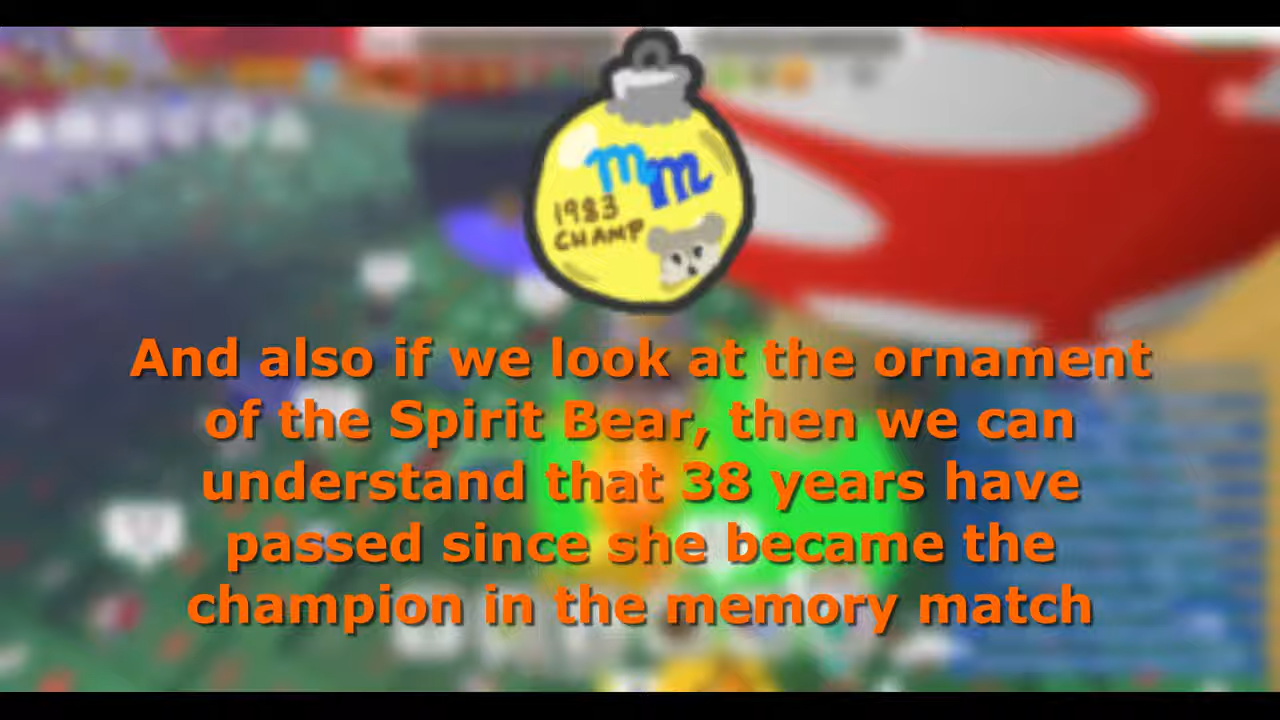 mm
1983
CHAMP
And also if we look at the ornament
of the Spirit Bear, then we can
understand that 38 years have
passed since she became the
champion in the memory match